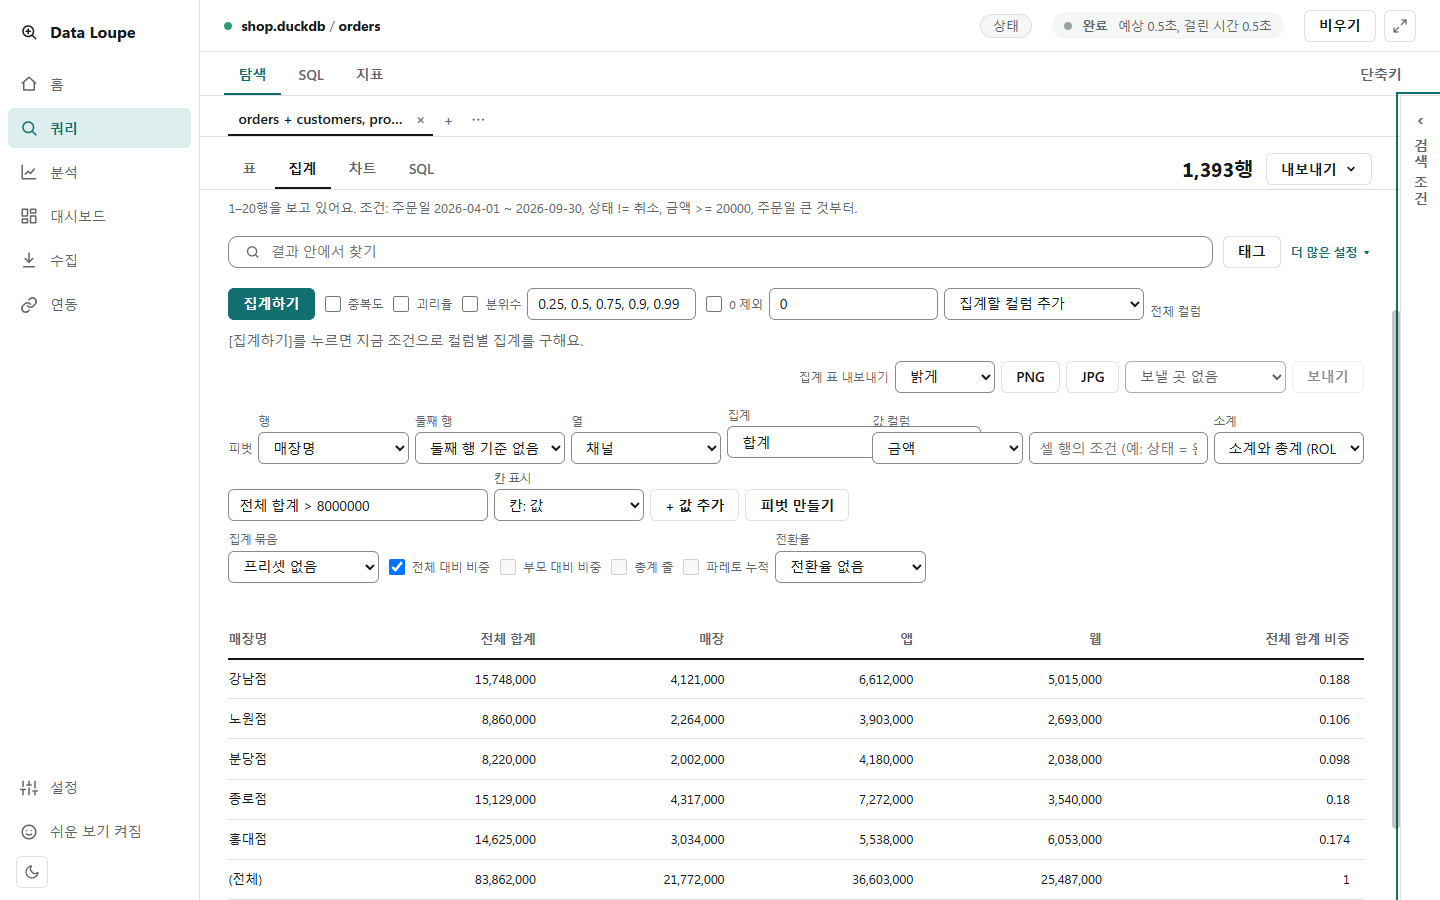 Data Loupe
홈
쿼리
분석
대시보드
수집
연동
설정
쉬운 보기 켜짐
shop.duckdb / orders
상태
완료 예상 0.5초, 걸린 시간 0.5초
비우기
탐색 SQL 지표
단축키
orders + customers, pro... × + ···
표 집계 차트 SQL
1,393행
내보내기
1–20행을 보고 있어요. 조건: 주문일 2026-04-01 ~ 2026-09-30, 상태 != 취소, 금액 >= 20000, 주문일 큰 것부터.
결과 안에서 찾기
태그
더 많은 설정
집계하기 중복도 괴리율 분위수 0.25, 0.5, 0.75, 0.9, 0.99 0 제외 0 집계할 컬럼 추가 전체 컬럼
[집계하기]를 누르면 지금 조건으로 컬럼별 집계를 구해요.
집계 표 내보내기 밝게 PNG JPG 보낼 곳 없음 보내기
행 둘째 행 열 집계 값 컬럼 소계
피벗 매장명 둘째 행 기준 없음 채널 합계 금액 셀 행의 조건 (예: 상태 = 소계와 총계 (ROL
칸 표시
전체 합계 > 8000000 칸: 값 + 값 추가 피벗 만들기
집계 묶음 전환율
프리셋 없음 전체 대비 비중 부모 대비 비중 총계 줄 파레토 누적 전환율 없음
매장명 전체 합계 매장 앱 웹 전체 합계 비중
강남점 15,748,000 4,121,000 6,612,000 5,015,000 0.188
노원점 8,860,000 2,264,000 3,903,000 2,693,000 0.106
분당점 8,220,000 2,002,000 4,180,000 2,038,000 0.098
종로점 15,129,000 4,317,000 7,272,000 3,540,000 0.18
홍대점 14,625,000 3,034,000 5,538,000 6,053,000 0.174
(전체) 83,862,000 21,772,000 36,603,000 25,487,000 1
검색 조건